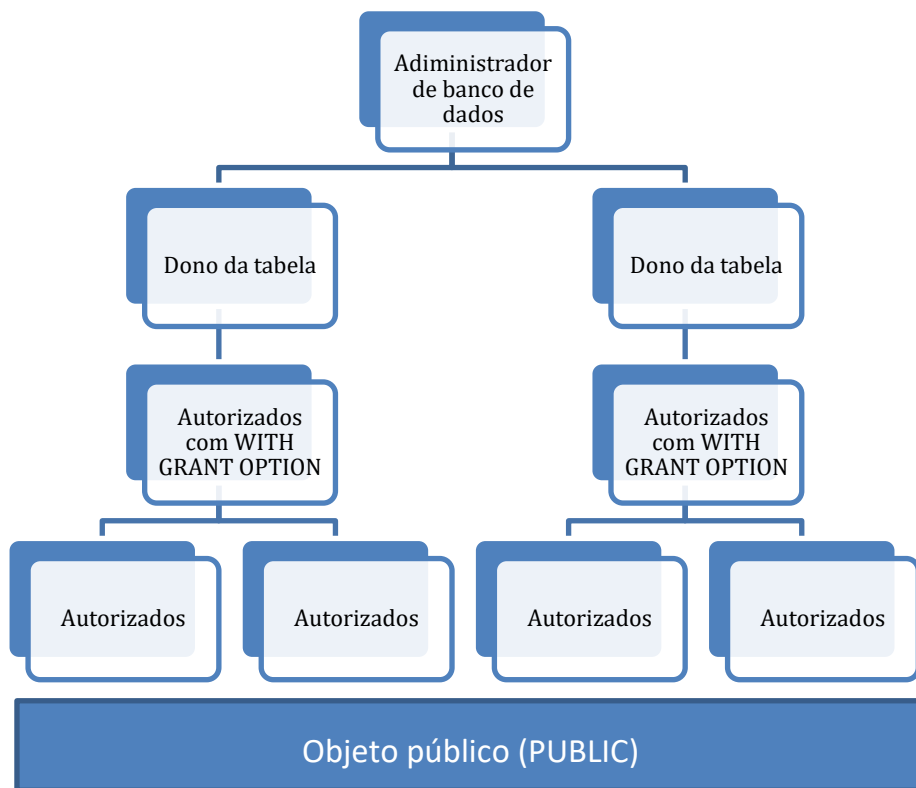 Adiministrador
de banco de
dados
Dono da tabela
Dono da tabela
Autorizados
com WITH
GRANT OPTION
Autorizados
com WITH
GRANT OPTION
Autorizados
Autorizados
Autorizados
Autorizados
Objeto público (PUBLIC)